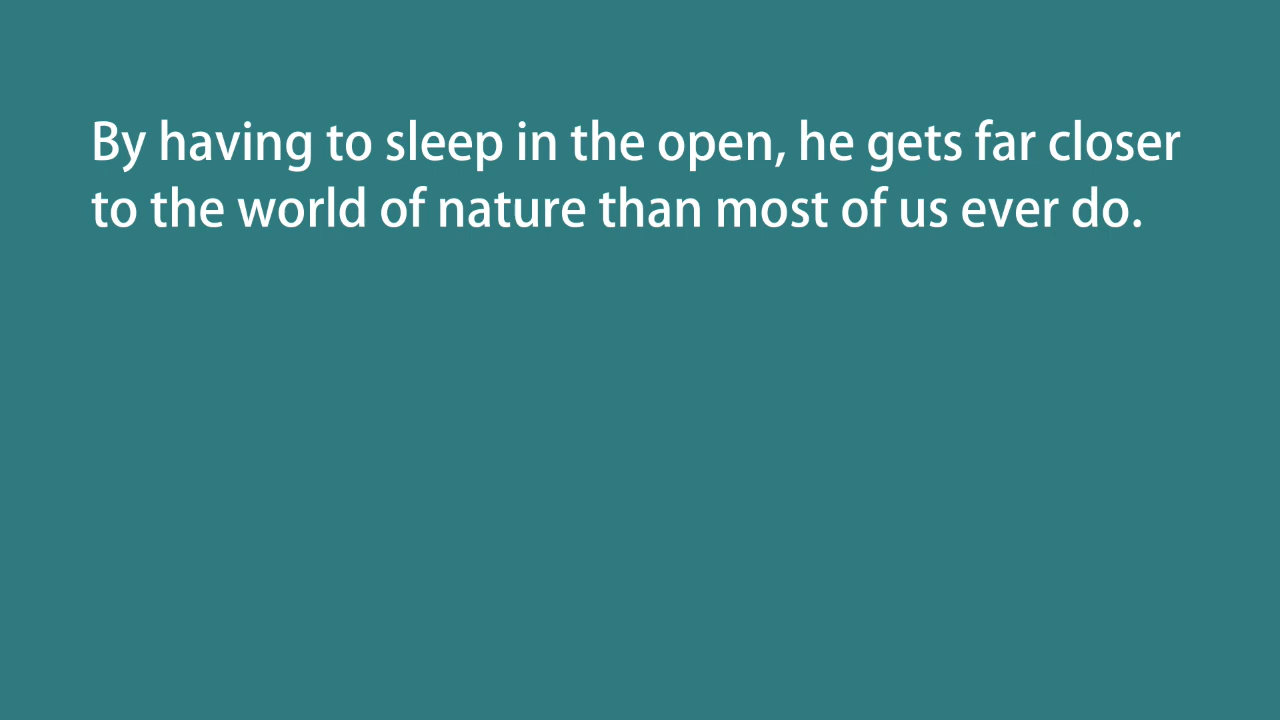 By having to sleep in the open, he gets far closer
to the world of nature than most of us ever do.